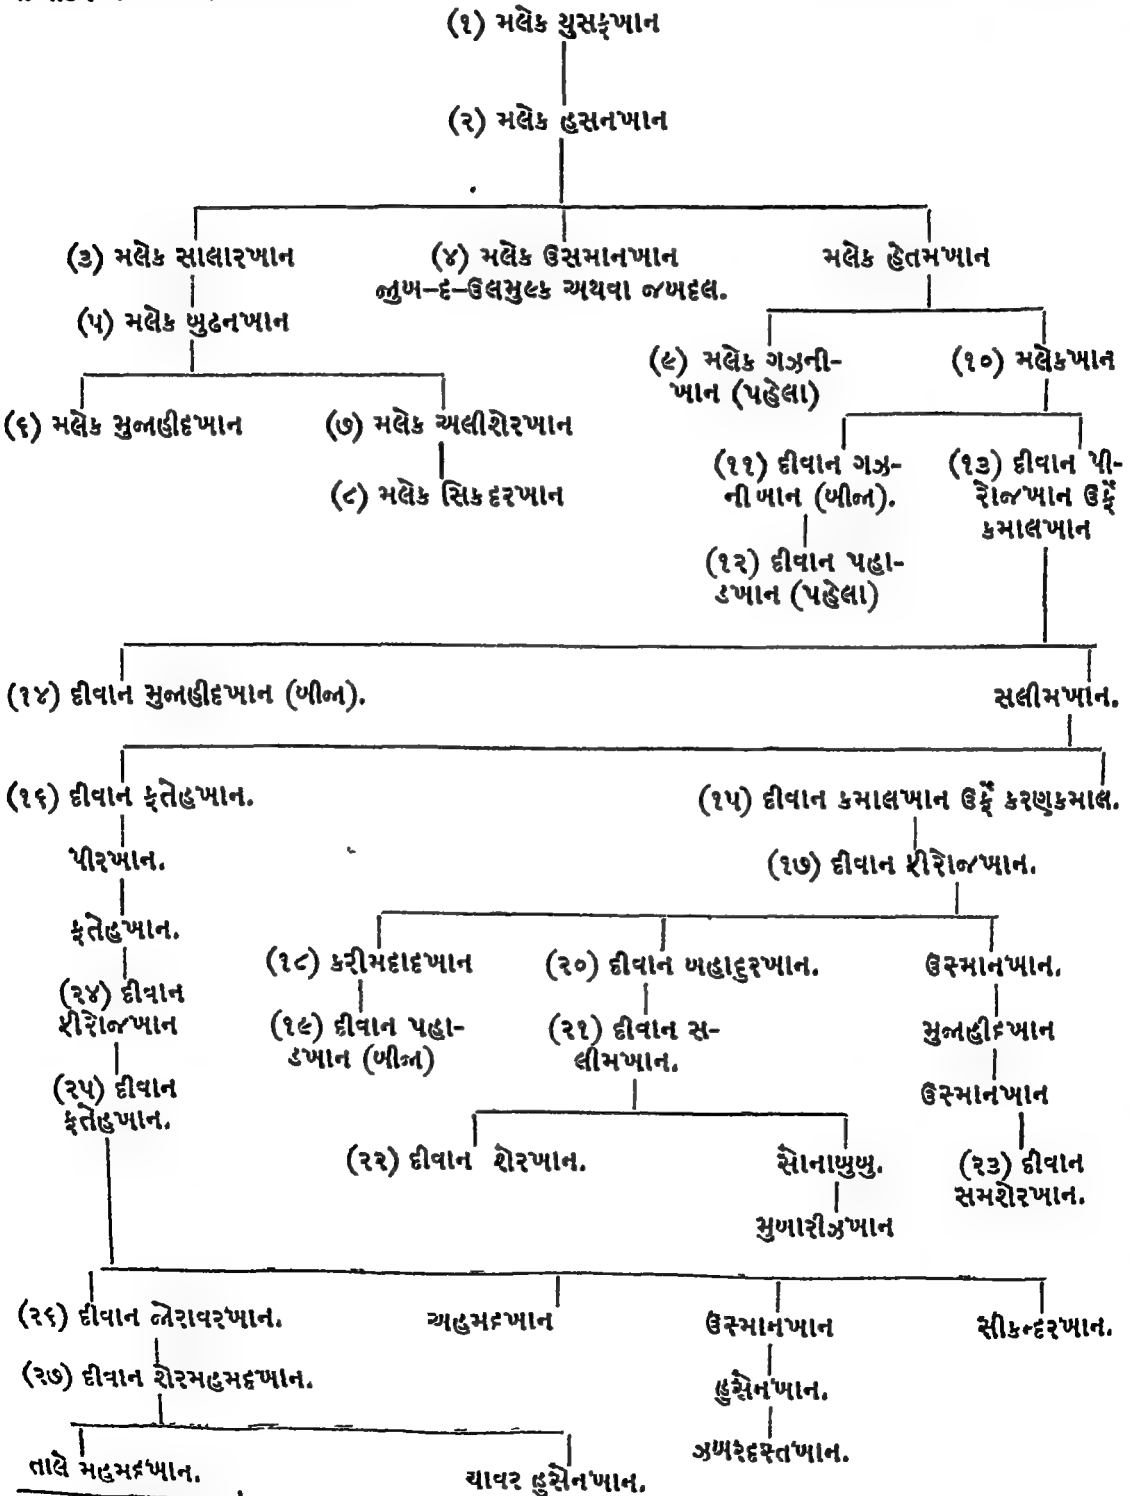 (૧) મલેક યુસફખાન
(૨) મલેક હસનખાન
(૩) મલેક સાલારખાન (૪) મલેક ઉસમાનખાન મલેક હેતમખાન
જુખ-દ-ઉલમુલ્ક અથવા જખદલ.
(૫) મલેક બુઢનખાન
(૯) મલેક ગઝની- (૧૦) મલેકખાન
ખાન (પહેલા)
(૬) મલેક મુજાહીદખાન (૭) મલેક અલીશેરખાન
(૧૧) દીવાન ગઝ- (૧૩) દીવાન પી-
(૮) મલેક સિકદરખાન ની ખાન (બીજા). રોજખાન ઉર્ફે
કમાલખાન
(૧૨) દીવાન પહા-
ડખાન (પહેલા)
(૧૪) દીવાન મુજાહીદખાન (બીજા). સલીમખાન.
(૧૬) દીવાન ફતેહખાન. (૧૫) દીવાન કમાલખાન ઉર્ફે કરણકમાલ.
પીરખાન. (૧૭) દીવાન ફીરોજખાન.
ફતેહખાન.
(૧૮) કરીમદાદખાન (૨૦) દીવાન બહાદુરખાન. ઉસ્માનખાન.
(૨૪) દીવાન
ફીરોજખાન (૧૯) દીવાન પહા- (૨૧) દીવાન સ- મુજાહીદખાન
ડખાન (બીજા) લીમખાન.
(૨૫) દીવાન ઉસ્માનખાન
ફતેહખાન.
(૨૨) દીવાન શેરખાન. સોનાબુબુ. (૨૩) દીવાન
સમશેરખાન.
મુબારીઝખાન
(૨૬) દીવાન જોરાવરખાન. અહમદખાન ઉસ્માનખાન સીકન્દરખાન.
(૨૭) દીવાન શેરમહમદખાન. હુસેનખાન.
ઝબરદસ્તખાન.
તાલે મહમદખાન. યાવર હુસેનખાન.